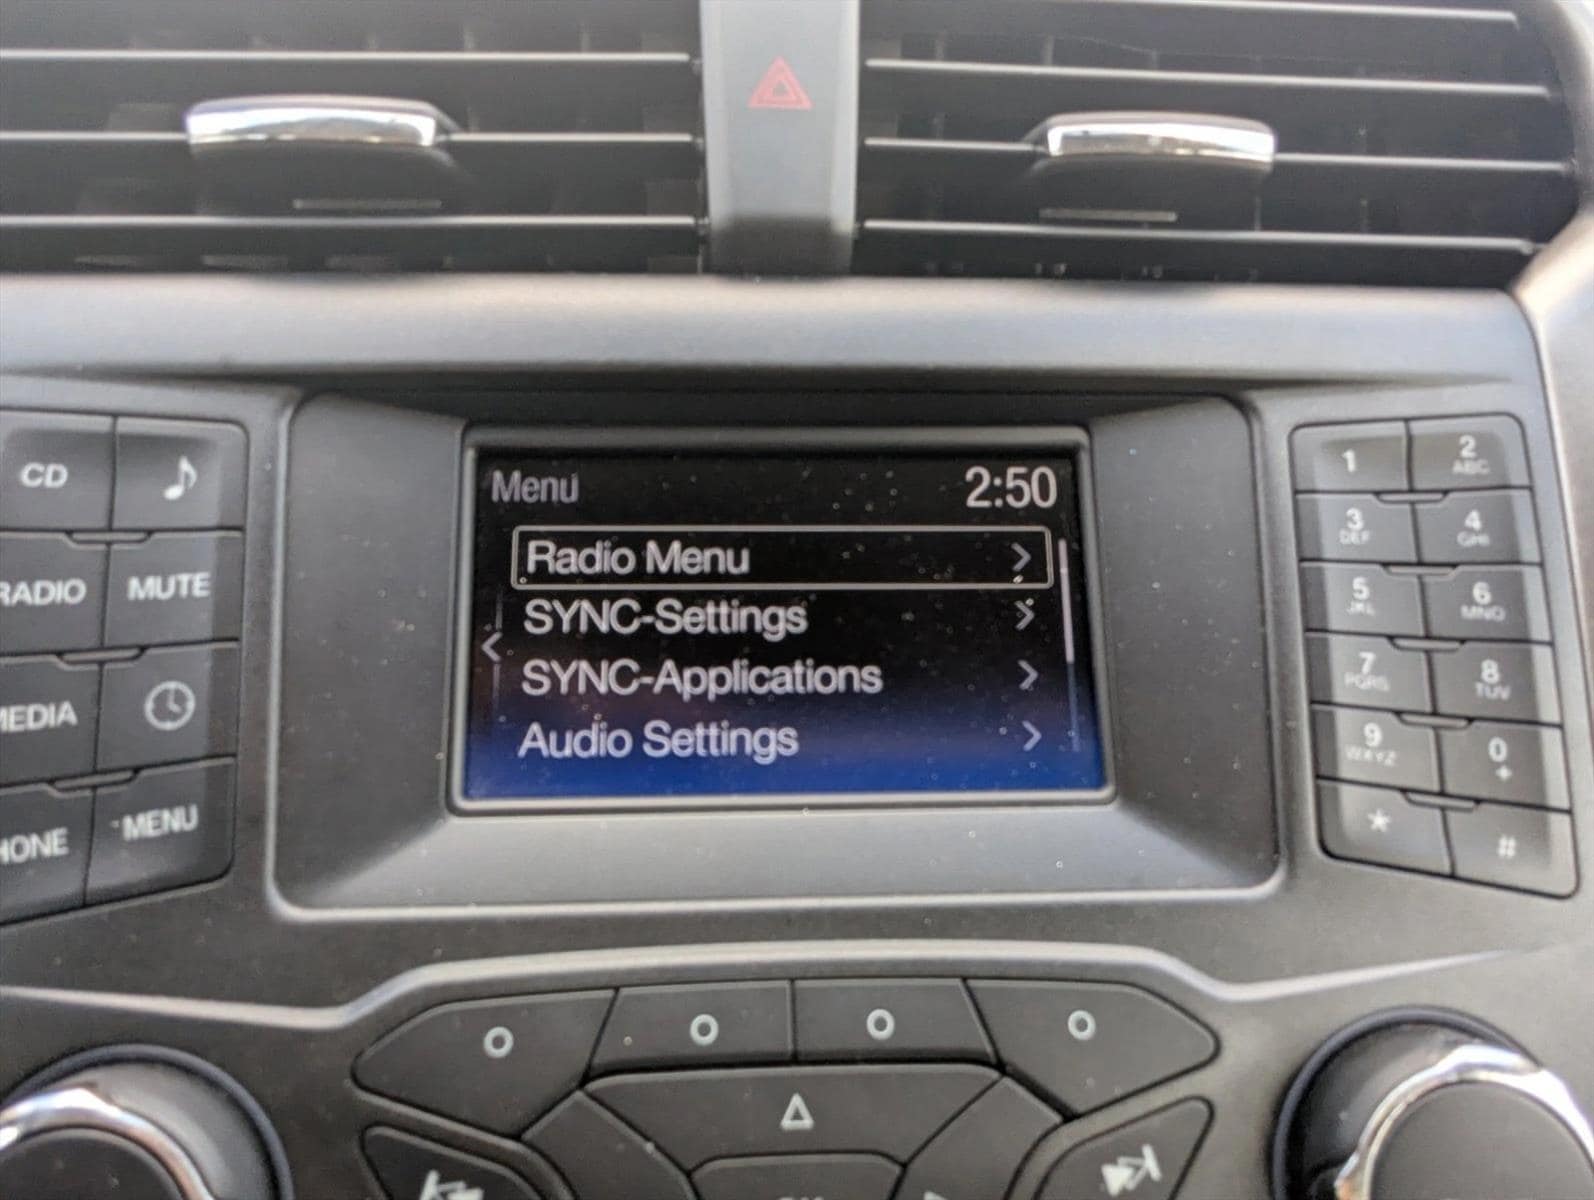 Menu 2:50
Radio Menu
SYNC-Settings
SYNC-Applications
Audio Settings
CD
RADIO MUTE
MEDIA
PHONE MENU
1 2 ABC
3 DEF 4 GHI
5 JKL 6 MNO
7 PQRS 8 TUV
9 WXYZ 0 +
* #